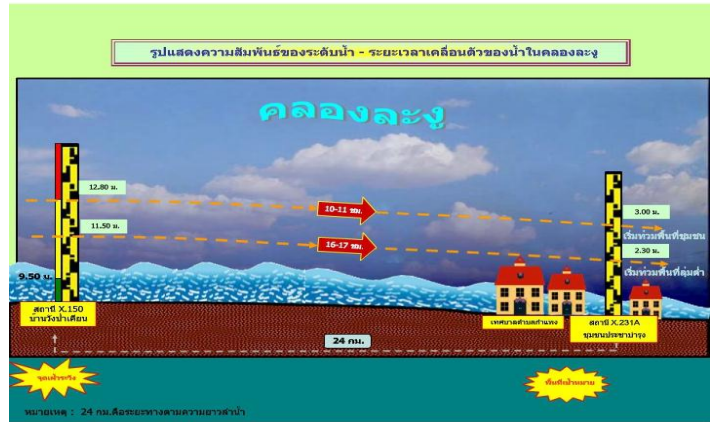 รูปแสดงความสัมพันธ์ของระดับน้ำ - ระยะเวลาเคลื่อนตัวของน้ำในคลองละงู
คลองละงู
12.80 ม.
10-11 ชม.
3.00 ม.
เริ่มท่วมพื้นที่ชุมชน
11.50 ม.
16-17 ชม.
2.30 ม.
เริ่มท่วมพื้นที่ลุ่มต่ำ
9.50 ม.
สถานี X.150
บ้านวังป่าเคียน
เทศบาลตำบลกำแพง
สถานี X.231A
ชุมชนประชาบำรุง
24 กม.
จุดเฝ้าระวัง
พื้นที่เป้าหมาย
หมายเหตุ : 24 กม.คือระยะทางตามความยาวลำน้ำ